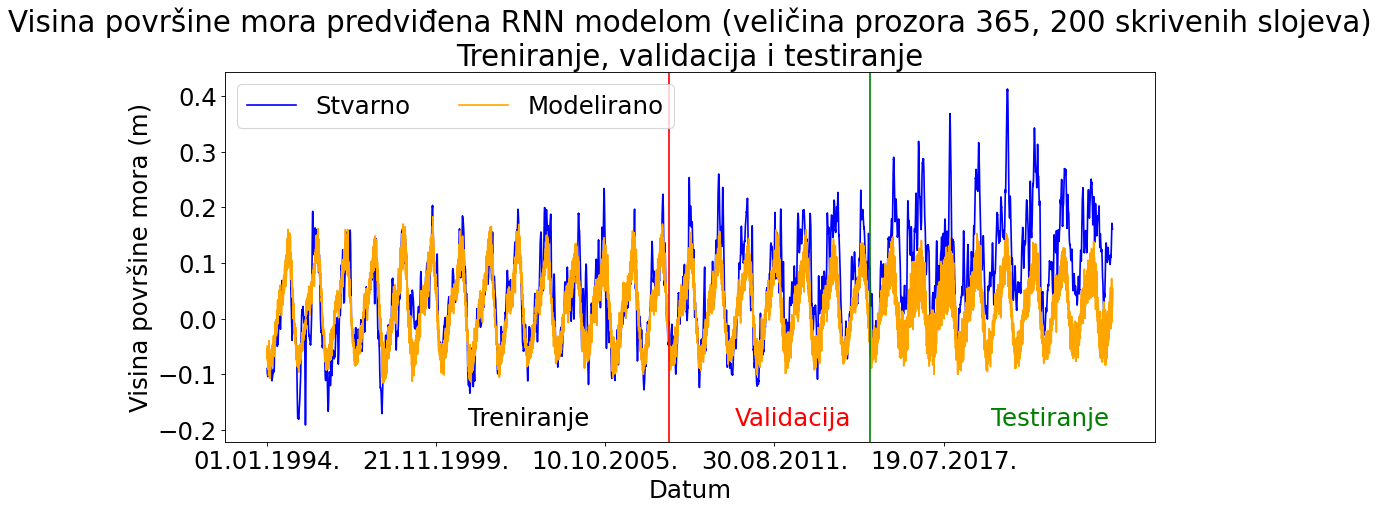 Visina površine mora predviđena RNN modelom (veličina prozora 365, 200 skrivenih slojeva)
Treniranje, validacija i testiranje
Stvarno Modelirano
Visina površine mora (m)
0.4
0.3
0.2
0.1
0.0
−0.1
−0.2
Treniranje Validacija Testiranje
01.01.1994. 21.11.1999. 10.10.2005. 30.08.2011. 19.07.2017.
Datum